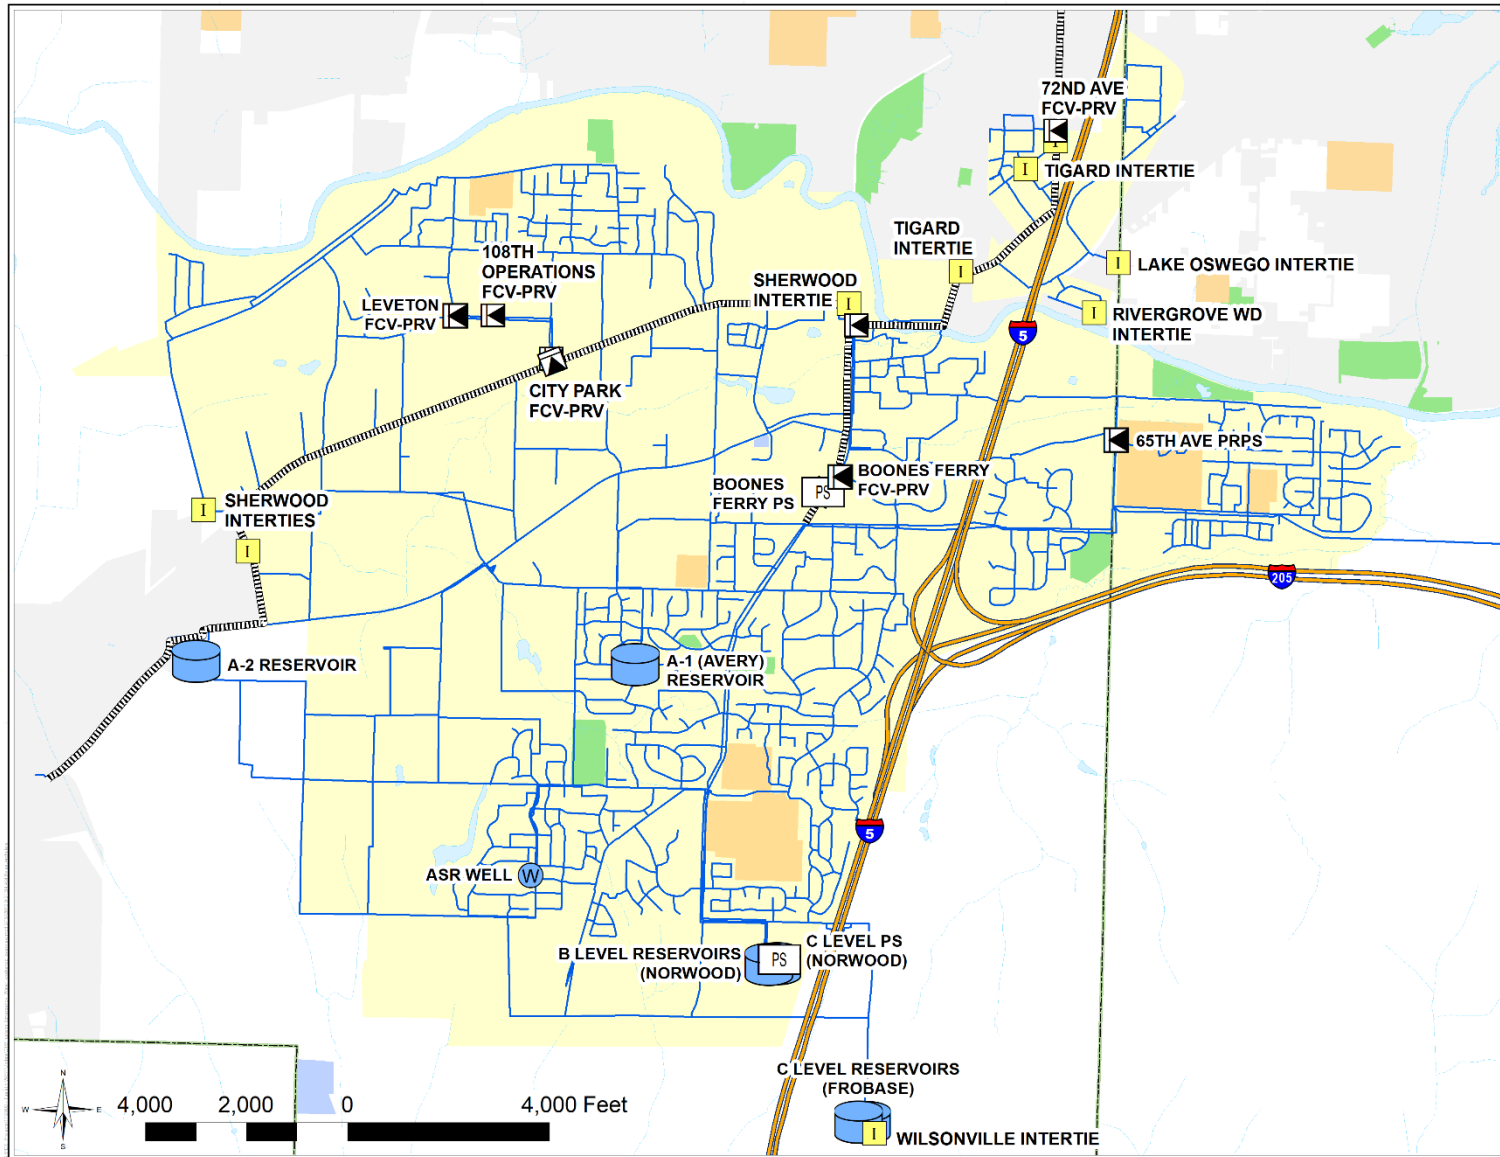 72ND AVE
FCV-PRV
I
I
TIGARD INTERTIE
TIGARD
INTERTIE
I
I
LAKE OSWEGO INTERTIE
108TH
OPERATIONS
FCV-PRV
SHERWOOD
INTERTIE
I
LEVETON
FCV-PRV
I
RIVERGROVE WD
INTERTIE
5
CITY PARK
FCV-PRV
65TH AVE PRPS
BOONES FERRY
FCV-PRV
BOONES
FERRY PS
PS
I
SHERWOOD
INTERTIES
I
205
A-2 RESERVOIR
A-1 (AVERY)
RESERVOIR
5
ASR WELL
W
B LEVEL RESERVOIRS
(NORWOOD)
PS
C LEVEL PS
(NORWOOD)
C LEVEL RESERVOIRS
(FROBASE)
I
WILSONVILLE INTERTIE
N
W
E
S
4,000
2,000
0
4,000 Feet